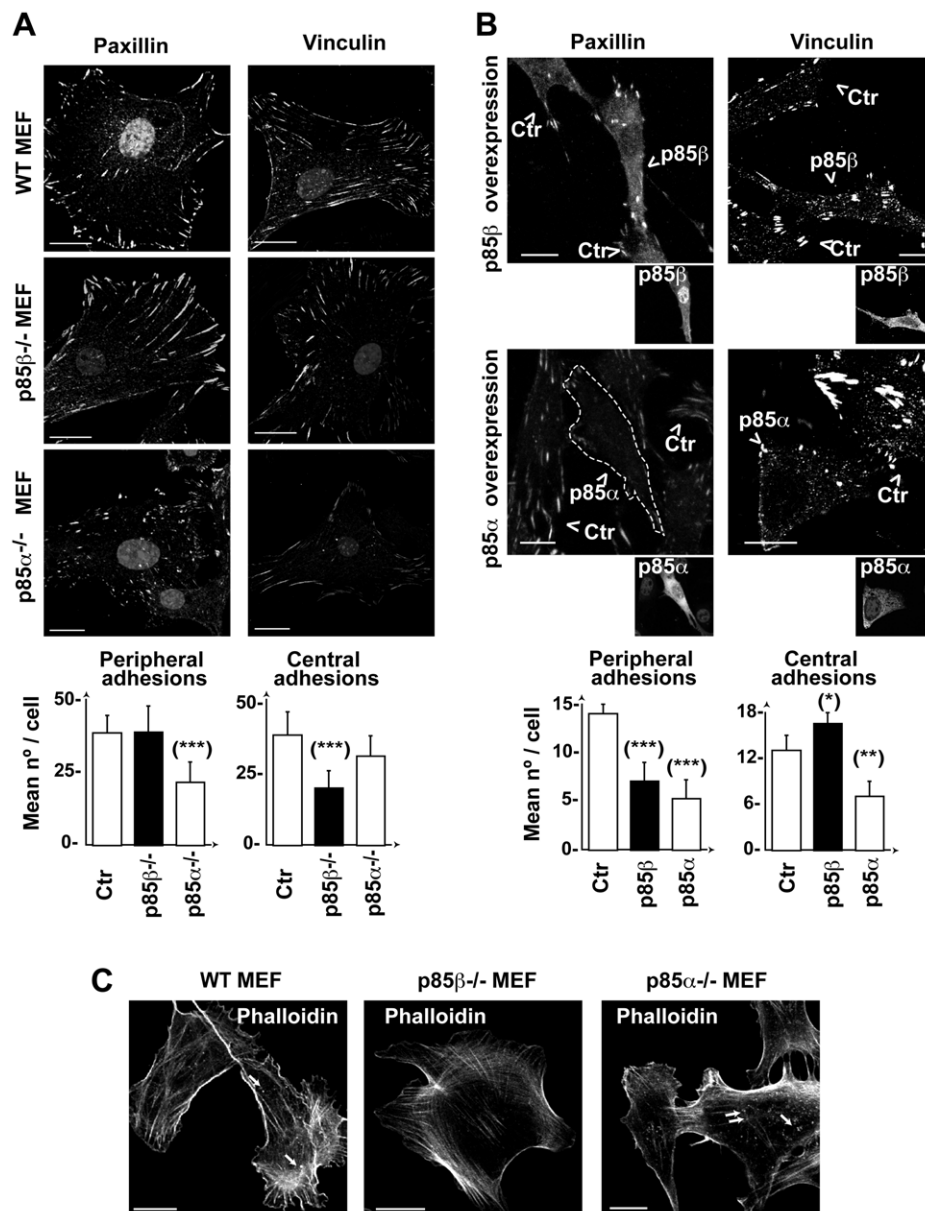 A
Paxillin
Vinculin
WT MEF
p85β-/- MEF
p85α-/- MEF
Peripheral
adhesions
Central
adhesions
Mean nº / cell
50-
25-
0-
(***)
Ctr
p85β-/-
p85α-/-
50-
25-
0-
(***)
Ctr
p85β-/-
p85α-/-
B
Paxillin
Vinculin
p85β overexpression
Ctr
p85β
Ctr
p85β
Ctr
p85β
Ctr
p85β
p85α overexpression
Ctr
p85α
Ctr
p85α
p85α
Ctr
p85α
Peripheral
adhesions
Central
adhesions
Mean nº / cell
15-
10-
5-
0-
(***)
(***)
Ctr
p85β
p85α
18-
12-
6-
0-
(*)
(**)
Ctr
p85β
p85α
C
WT MEF
p85β-/- MEF
p85α-/- MEF
Phalloidin
Phalloidin
Phalloidin